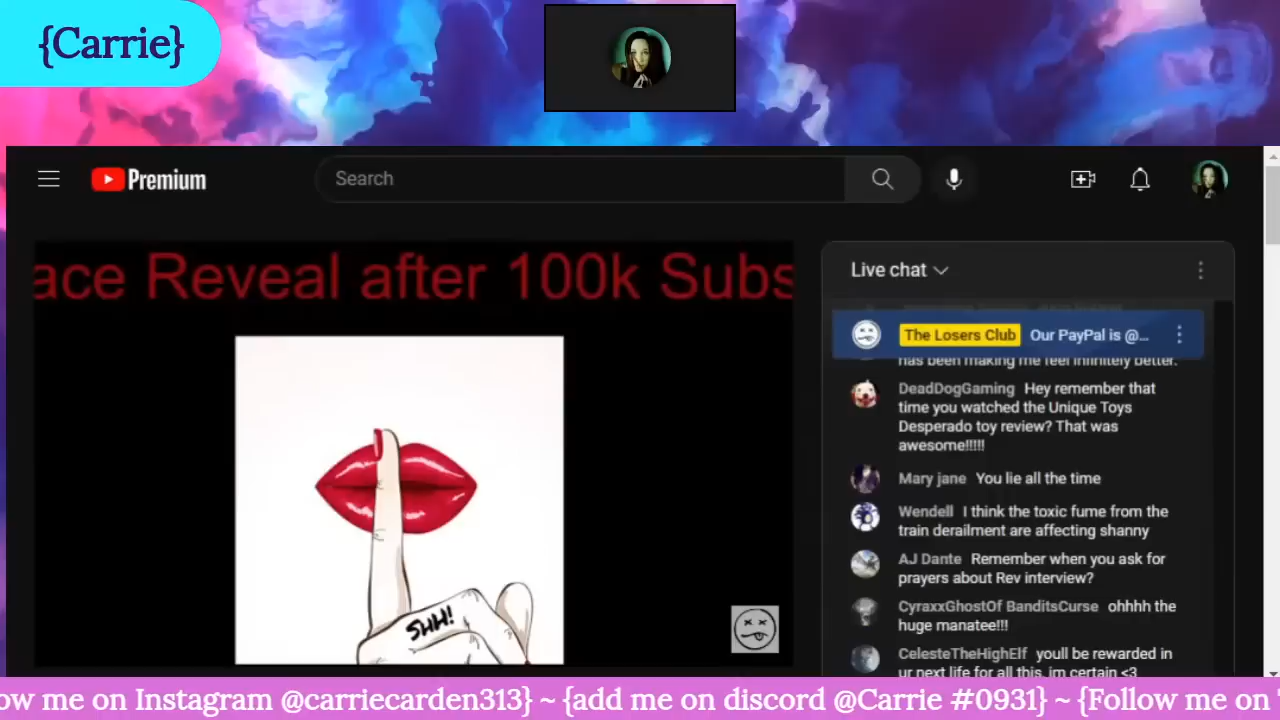 {Carrie}
Premium
Search
ace Reveal after 100k Subs
SHH!
Live chat
The Losers Club Our PayPal is @...
has been making me feel infinitely better.
DeadDogGaming Hey remember that
time you watched the Unique Toys
Desperado toy review? That was
awesome!!!!!
Mary jane You lie all the time
Wendell I think the toxic fume from the
train derailment are affecting shanny
AJ Dante Remember when you ask for
prayers about Rev interview?
CyraxxGhostOf BanditsCurse ohhhh the
huge manatee!!!
CelesteTheHighElf youll be rewarded in
ur next life for all this, im certain <3
ow me on Instagram @carriecarden313} ~ {add me on discord @Carrie #0931} ~ {Follow me on